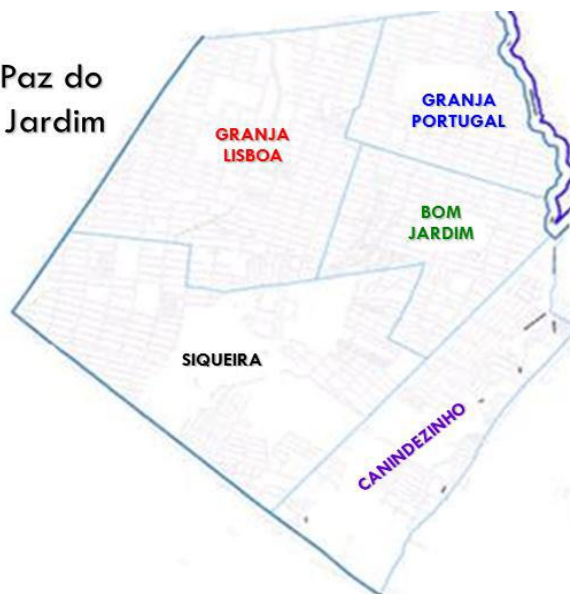 Paz do
Jardim
GRANJA
PORTUGAL
GRANJA
LISBOA
BOM
JARDIM
SIQUEIRA
CANINDEZINHO